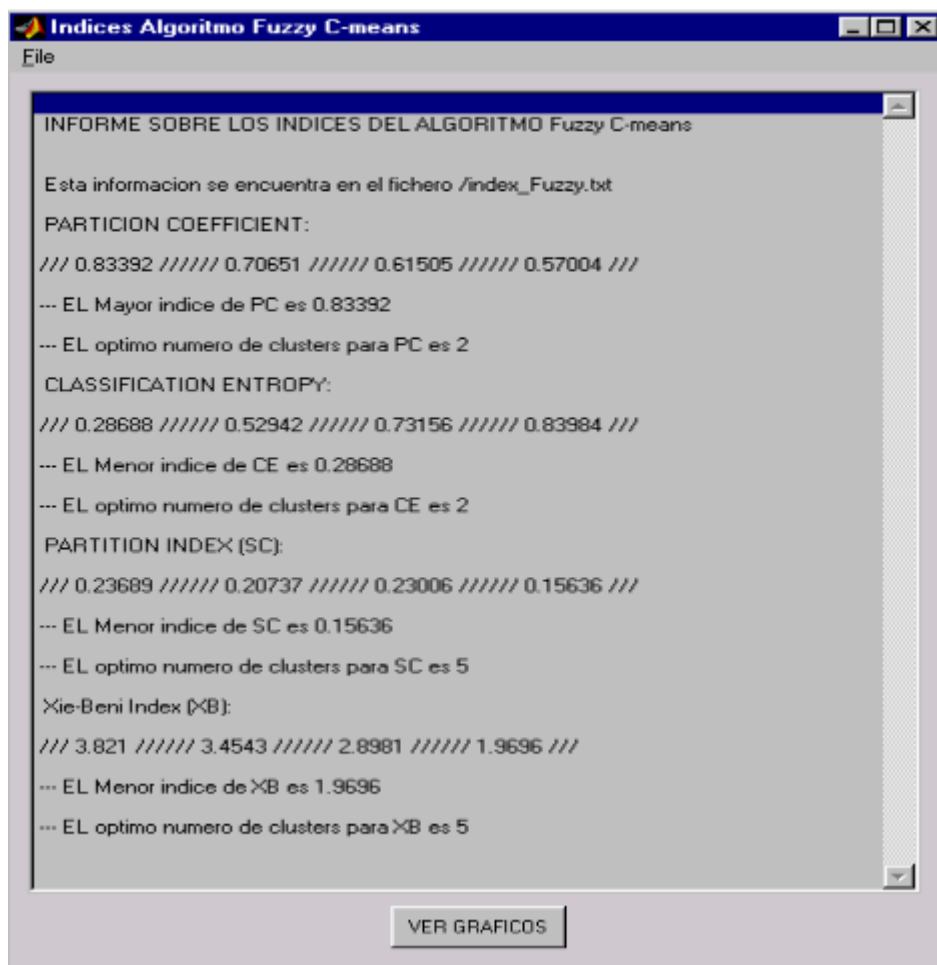 Indices Algoritmo Fuzzy C-means
File
INFORME SOBRE LOS INDICES DEL ALGORITMO Fuzzy C-means
Esta informacion se encuentra en el fichero /index_Fuzzy.txt
PARTICION COEFFICIENT:
/// 0.83392 ////// 0.70651 ////// 0.61505 ////// 0.57004 ///
--- EL Mayor indice de PC es 0.83392
--- EL optimo numero de clusters para PC es 2
CLASSIFICATION ENTROPY:
/// 0.28688 ////// 0.52942 ////// 0.73156 ////// 0.83984 ///
--- EL Menor indice de CE es 0.28688
--- EL optimo numero de clusters para CE es 2
PARTITION INDEX (SC):
/// 0.23689 ////// 0.20737 ////// 0.23006 ////// 0.15636 ///
--- EL Menor indice de SC es 0.15636
--- EL optimo numero de clusters para SC es 5
Xie-Beni Index (XB):
/// 3.821 ////// 3.4543 ////// 2.8981 ////// 1.9696 ///
--- EL Menor indice de XB es 1.9696
--- EL optimo numero de clusters para XB es 5
VER GRAFICOS